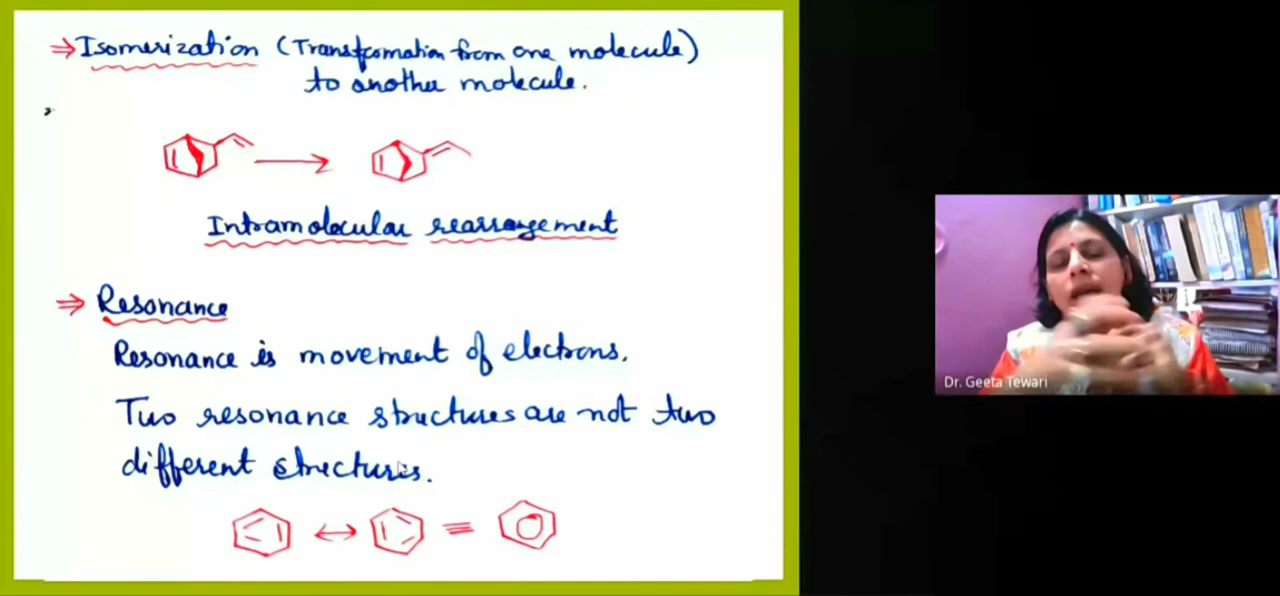 ⇒ Isomerization (Transformation from one molecule)
to another molecule.
Intramolecular rearrangement
⇒ Resonance
Resonance is movement of electrons.
Two resonance structures are not two
different structures.
Dr. Geeta Tewari